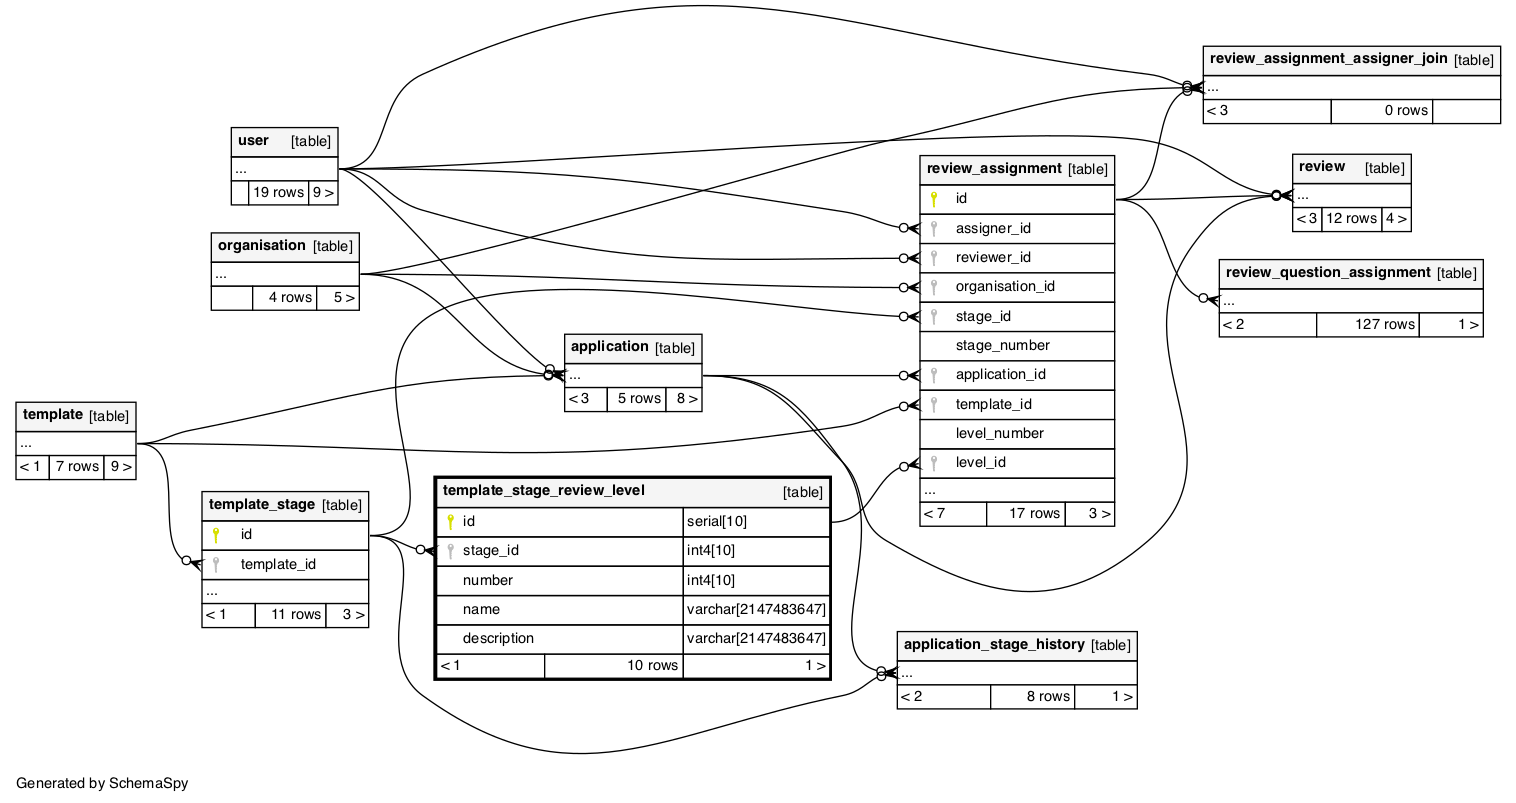 review_assignment_assigner_join [table]
...
< 3 0 rows
user [table]
...
19 rows 9 >
review [table]
...
< 3 12 rows 4 >
review_assignment [table]
id
assigner_id
reviewer_id
organisation_id
stage_id
stage_number
application_id
template_id
level_number
level_id
...
< 7 17 rows 3 >
organisation [table]
...
4 rows 5 >
review_question_assignment [table]
...
< 2 127 rows 1 >
application [table]
...
< 3 5 rows 8 >
template [table]
...
< 1 7 rows 9 >
template_stage [table]
id
template_id
...
< 1 11 rows 3 >
template_stage_review_level [table]
id serial[10]
stage_id int4[10]
number int4[10]
name varchar[2147483647]
description varchar[2147483647]
< 1 10 rows 1 >
application_stage_history [table]
...
< 2 8 rows 1 >
Generated by SchemaSpy